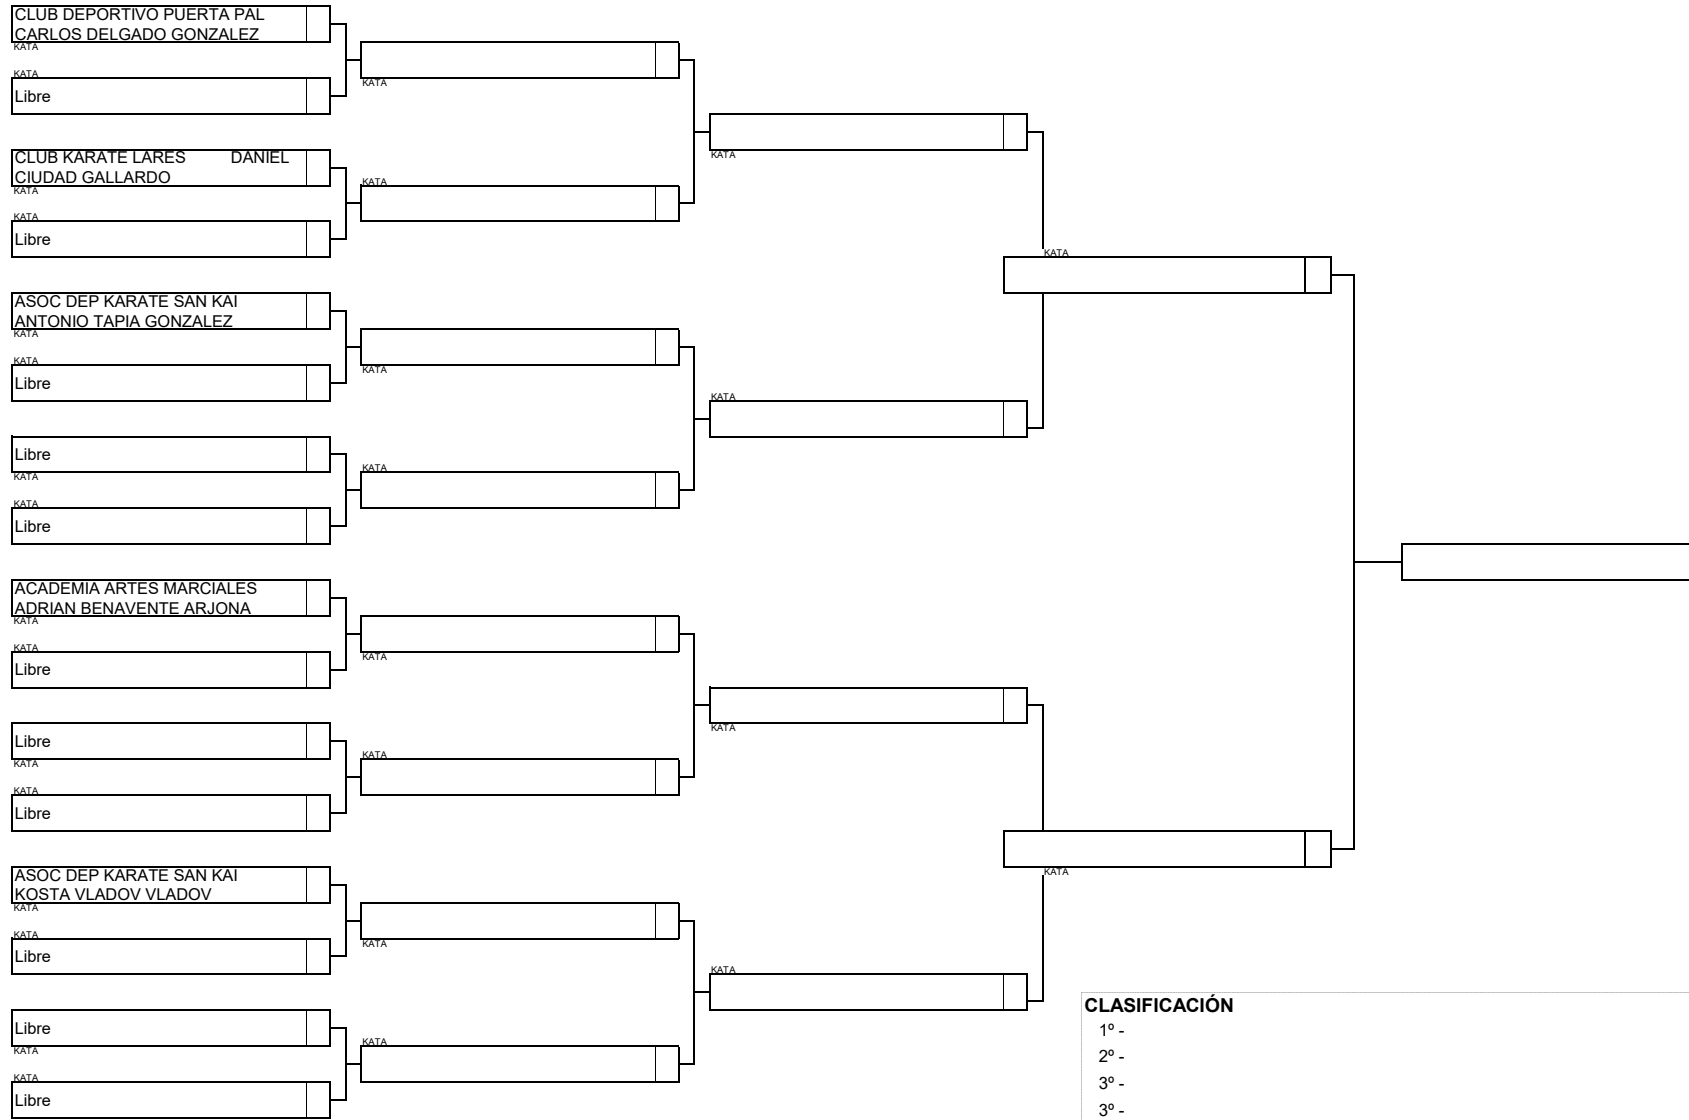 CLUB DEPORTIVO PUERTA PAL
CARLOS DELGADO GONZALEZ
KATA
KATA
Libre
CLUB KARATE LARES DANIEL
CIUDAD GALLARDO
KATA
KATA
Libre
ASOC DEP KARATE SAN KAI
ANTONIO TAPIA GONZALEZ
KATA
KATA
Libre
Libre
KATA
KATA
Libre
ACADEMIA ARTES MARCIALES
ADRIAN BENAVENTE ARJONA
KATA
KATA
Libre
Libre
KATA
KATA
Libre
ASOC DEP KARATE SAN KAI
KOSTA VLADOV VLADOV
KATA
KATA
Libre
Libre
KATA
KATA
Libre
KATA
KATA
KATA
KATA
KATA
KATA
KATA
KATA
KATA
KATA
KATA
KATA
KATA
KATA
CLASIFICACIÓN
1º -
2º -
3º -
3º -